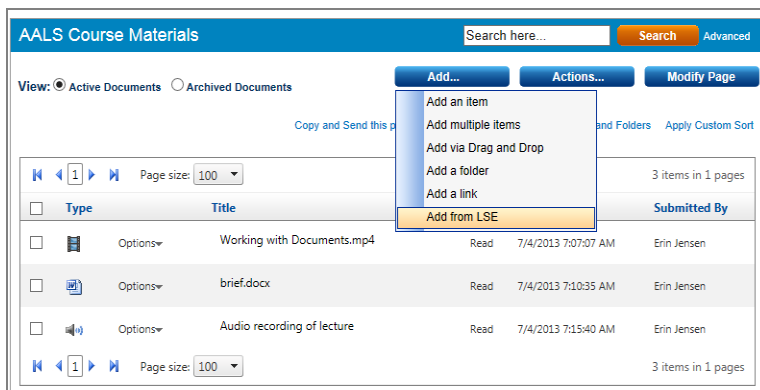 AALS Course Materials Search here... Search Advanced
View: Active Documents Archived Documents Add... Actions... Modify Page
Add an item
Copy and Send this p Add multiple items and Folders Apply Custom Sort
Add via Drag and Drop
1 Page size: 100 Add a folder 3 items in 1 pages
Add a link
Type Title Add from LSE Submitted By
Options Working with Documents.mp4 Read 7/4/2013 7:07:07 AM Erin Jensen
Options brief.docx Read 7/4/2013 7:10:35 AM Erin Jensen
Options Audio recording of lecture Read 7/4/2013 7:15:40 AM Erin Jensen
1 Page size: 100 3 items in 1 pages